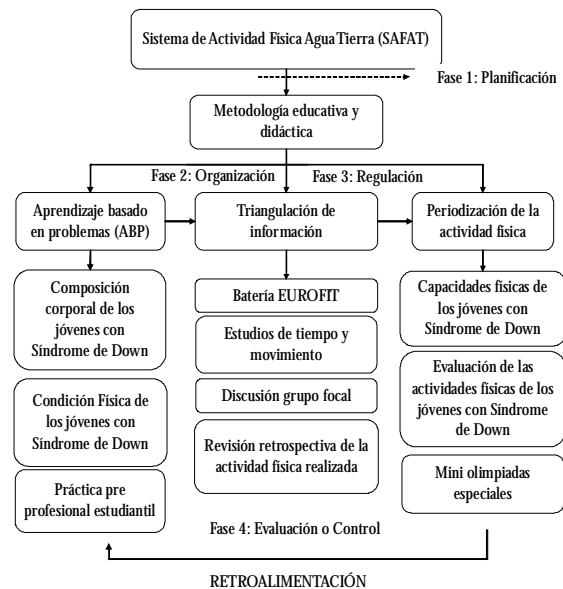 Sistema de Actividad Física Agua Tierra (SAFAT)
Fase 1: Planificación
Metodología educativa y
didáctica
Fase 2: Organización
Fase 3: Regulación
Aprendizaje basado
en problemas (ABP)
Triangulación de
información
Periodización de la
actividad física
Composición
corporal de los
jóvenes con
Síndrome de Down
Condición Física de
los jóvenes con
Síndrome de Down
Práctica pre
profesional estudiantil
Batería EUROFIT
Estudios de tiempo y
movimiento
Discusión grupo focal
Revisión retrospectiva de la
actividad física realizada
Capacidades físicas de
los jóvenes con
Síndrome de Down
Evaluación de las
actividades físicas de los
jóvenes con Síndrome
de Down
Mini olimpiadas
especiales
Fase 4: Evaluación o Control
RETROALIMENTACIÓN